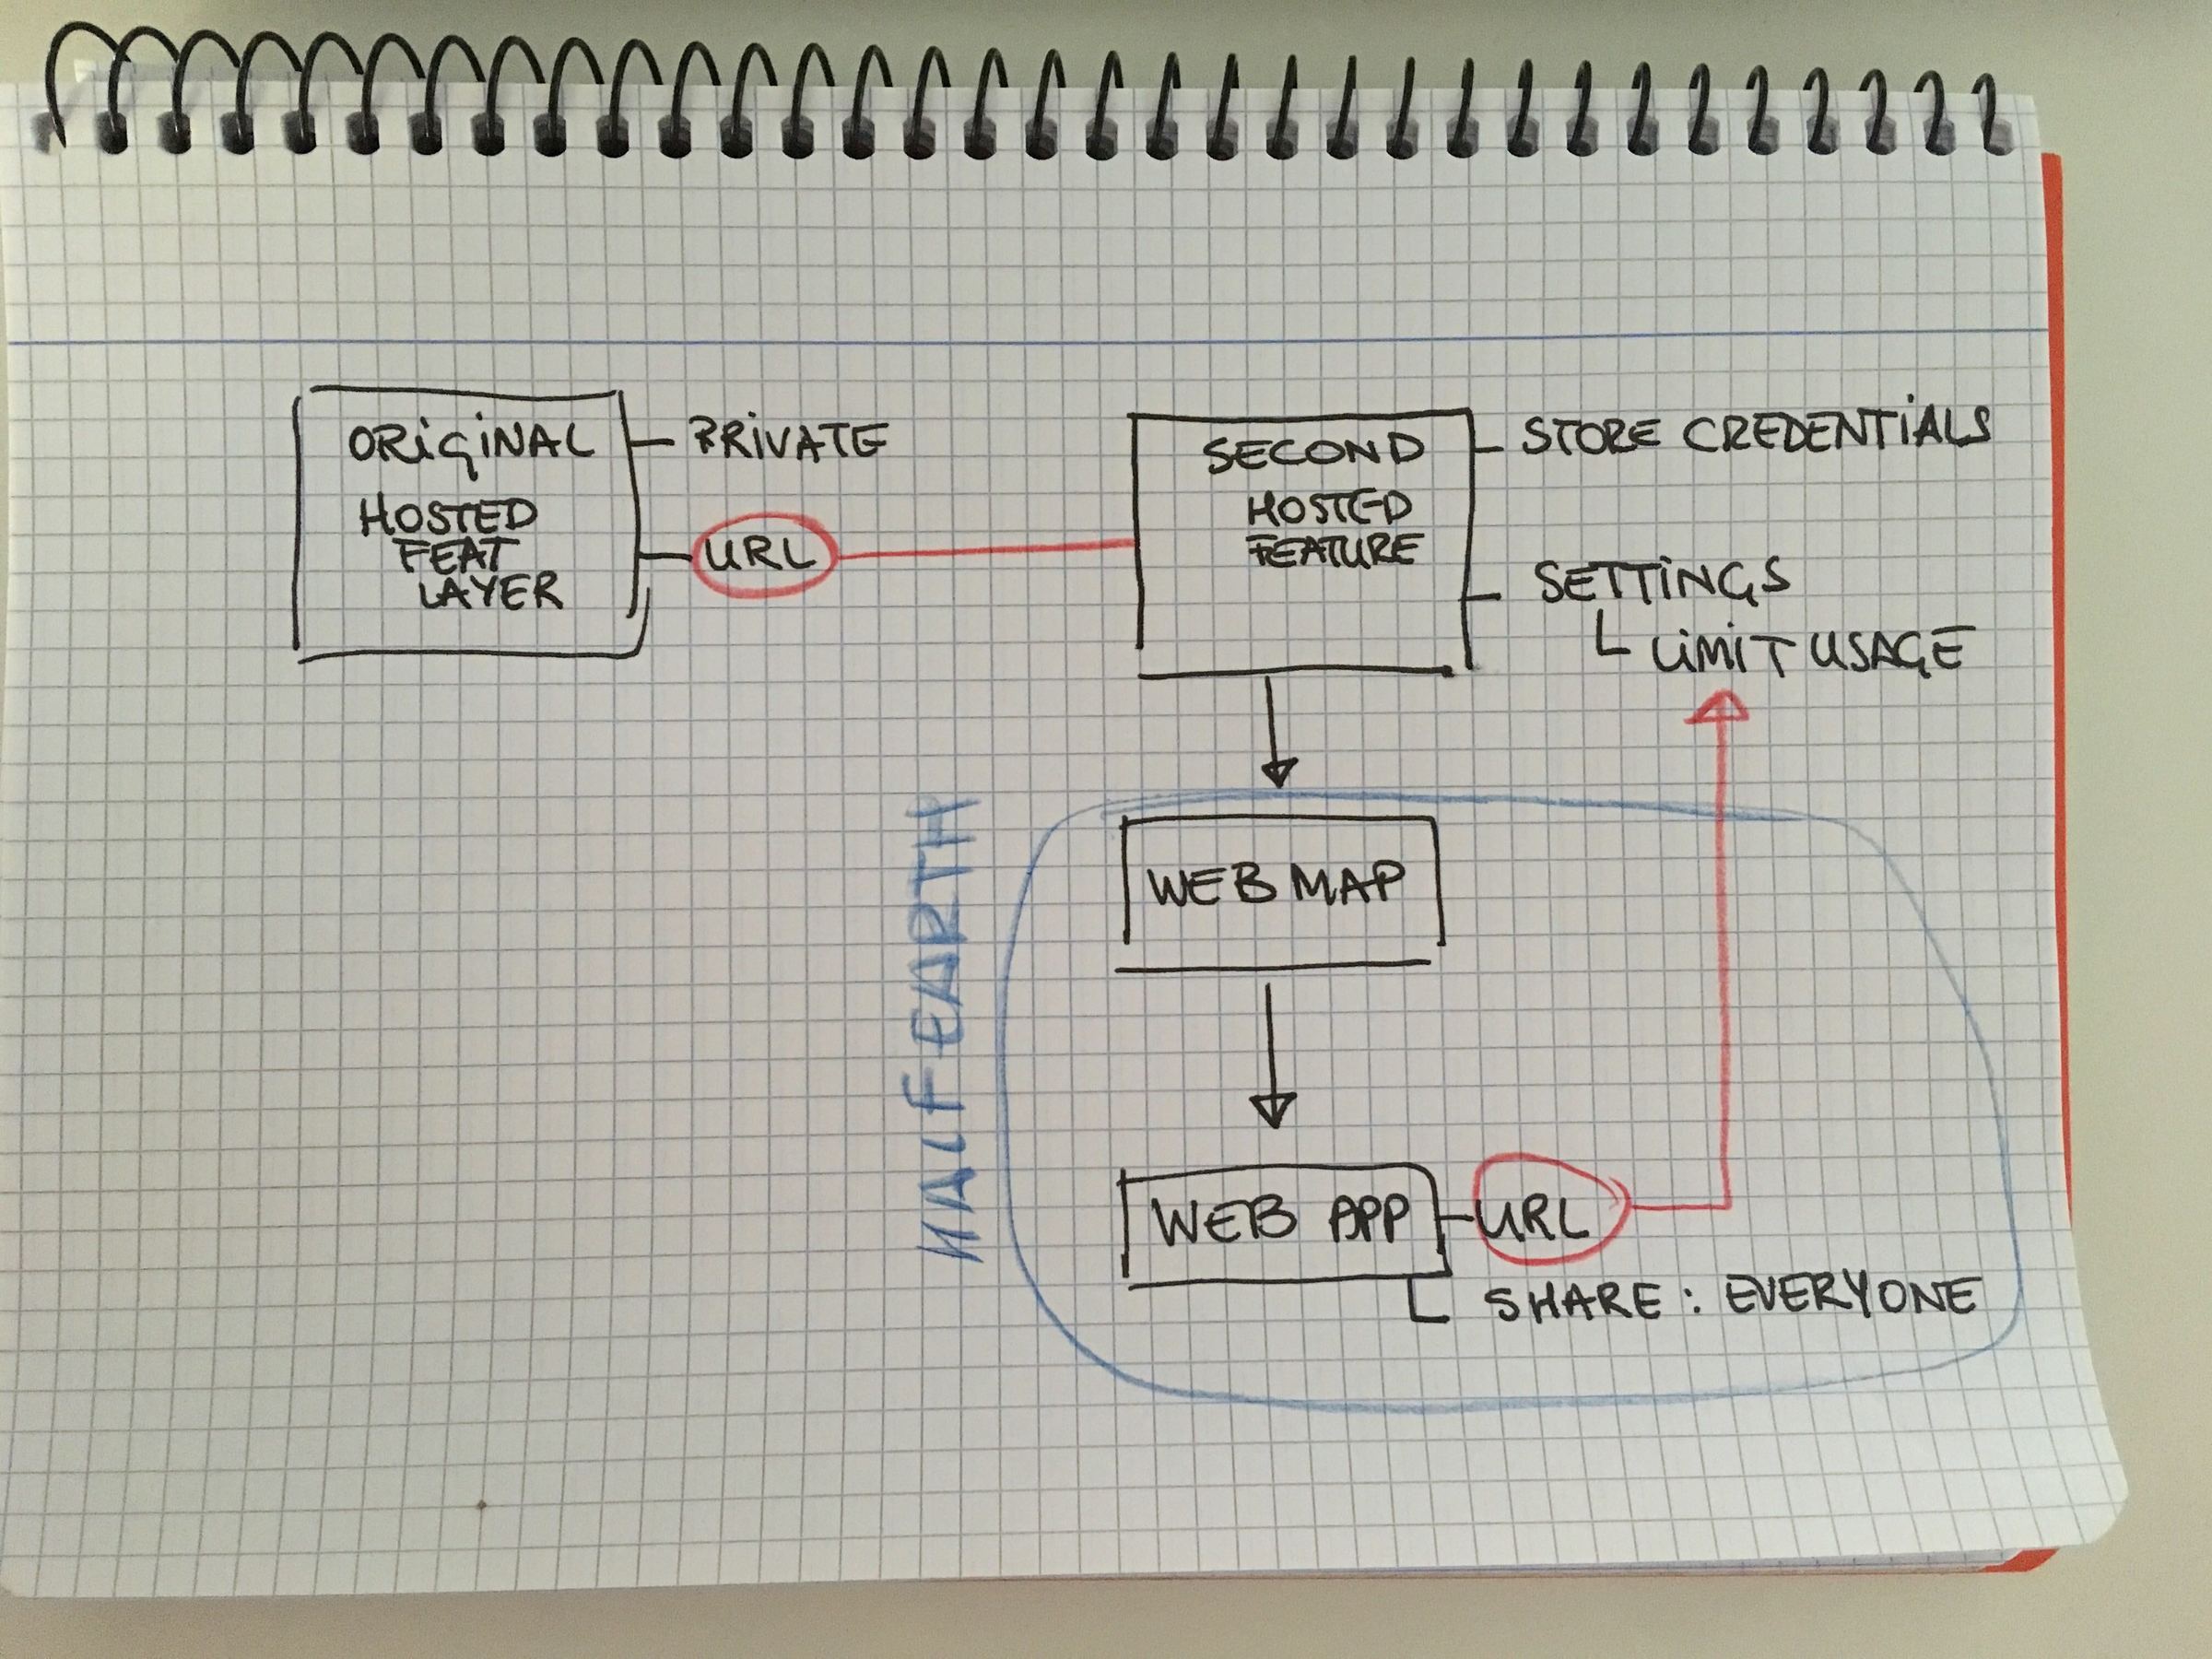 ORiGiNAL
HOSTED
FEAT
LAYER
PRiVATE
URL
SECOND
HOSTED
FEATURE
STORE CREDENTiALS
SETTiNGS
LiMiT USAGE
HALF EARTH
WEB MAP
WEB APP
URL
SHARE : EVERYONE